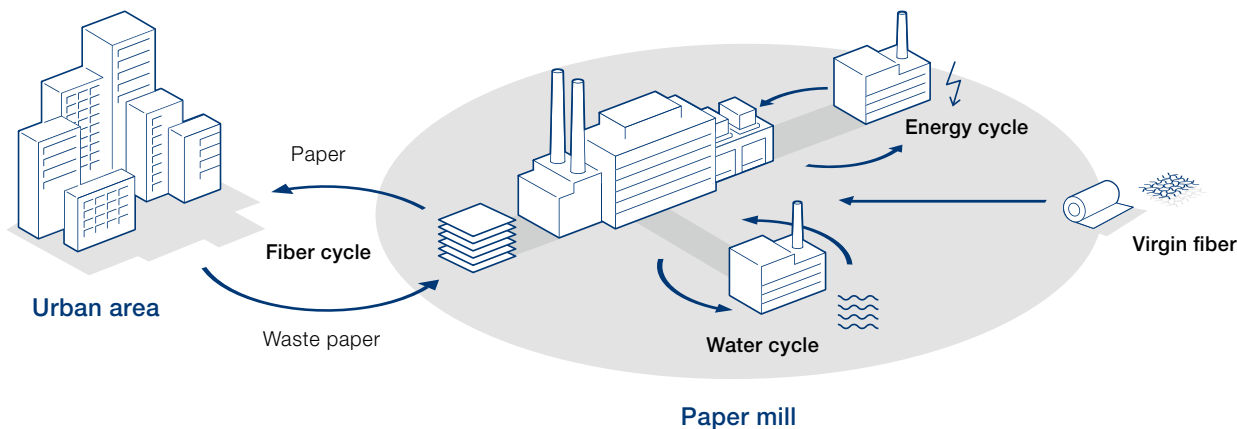 Energy cycle
Paper
Virgin fiber
Fiber cycle
Urban area
Waste paper
Water cycle
Paper mill